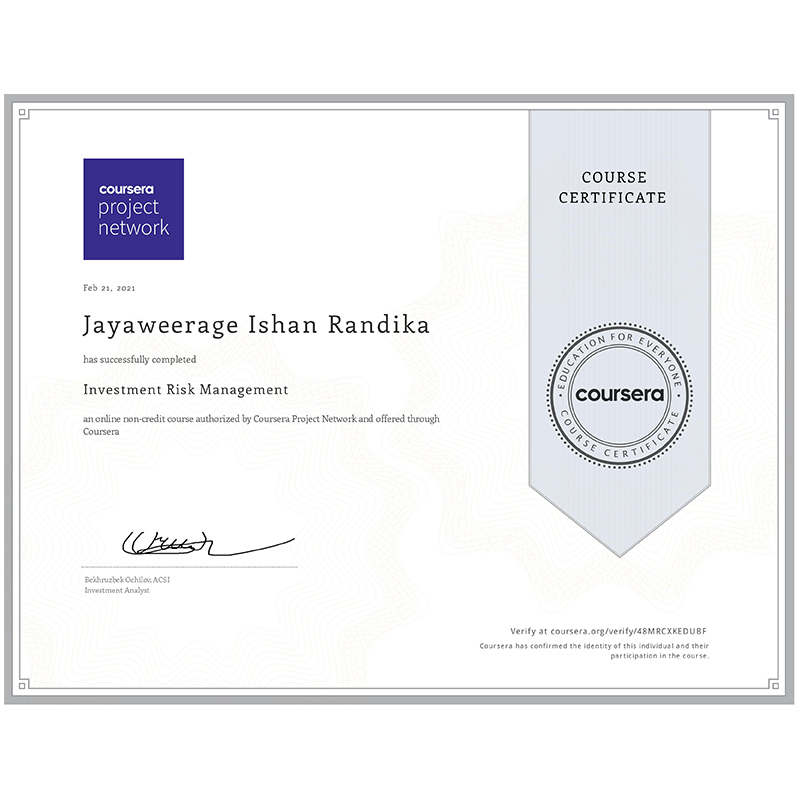 coursera
project
network
COURSE
CERTIFICATE
Feb 21, 2021
Jayaweerage Ishan Randika
has successfully completed
Investment Risk Management
an online non-credit course authorized by Coursera Project Network and offered through
Coursera
EDUCATION FOR EVERYONE
coursera
COURSE CERTIFICATE
Bekhruzbek Ochilov, ACSI
Investment Analyst
Verify at coursera.org/verify/48MRCXKEDUBF
Coursera has confirmed the identity of this individual and their
participation in the course.